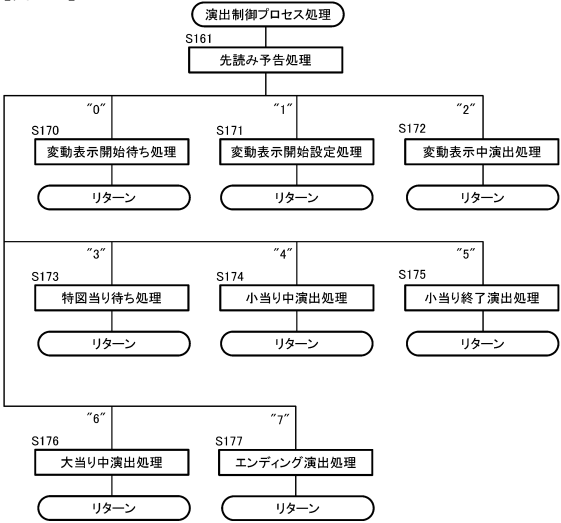 演出制御プロセス処理
S161
先読み予告処理
"0" "1" "2"
S170 S171 S172
変動表示開始待ち処理 変動表示開始設定処理 変動表示中演出処理
リターン リターン リターン
"3" "4" "5"
S173 S174 S175
特図当り待ち処理 小当り中演出処理 小当り終了演出処理
リターン リターン リターン
"6" "7"
S176 S177
大当り中演出処理 エンディング演出処理
リターン リターン